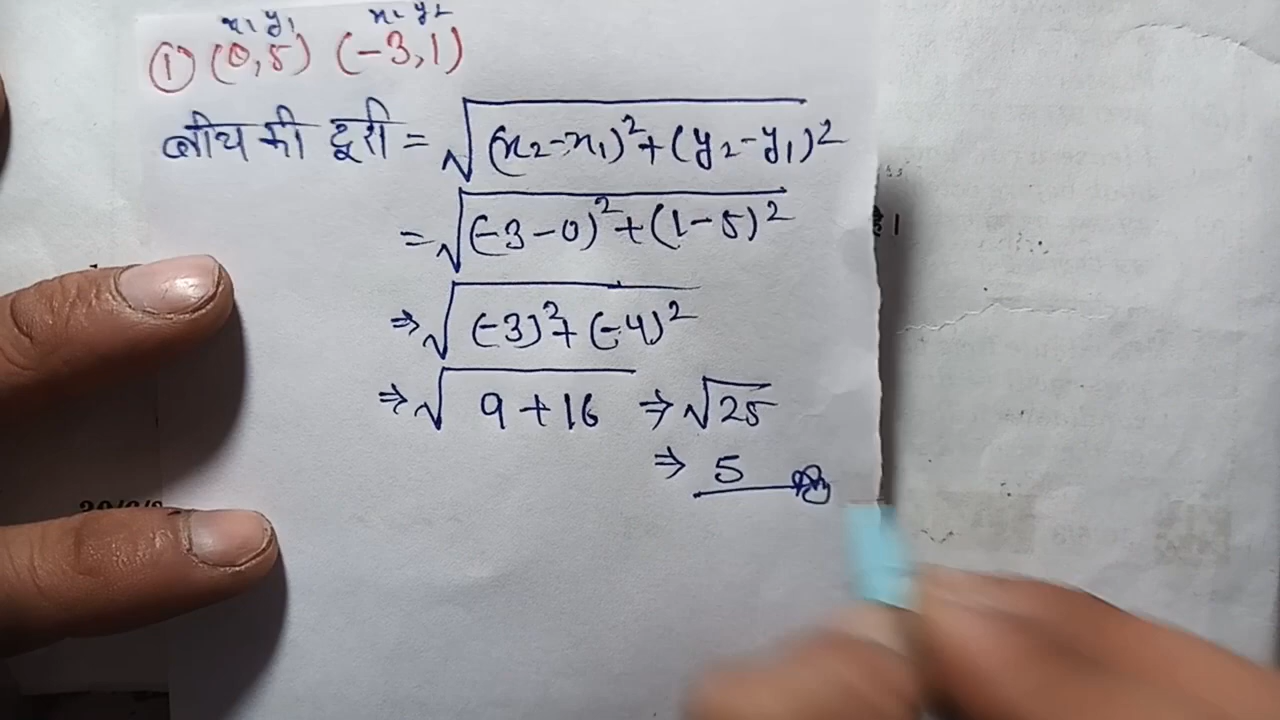 x₁ y₁ x₂ y₂
① (0,5) (-3,1)
बीच की दूरी = √(x₂-x₁)²+(y₂-y₁)²
= √(-3-0)²+(1-5)²
⇒ √(-3)²+(-4)²
⇒ √9+16 ⇒ √25
⇒ 5